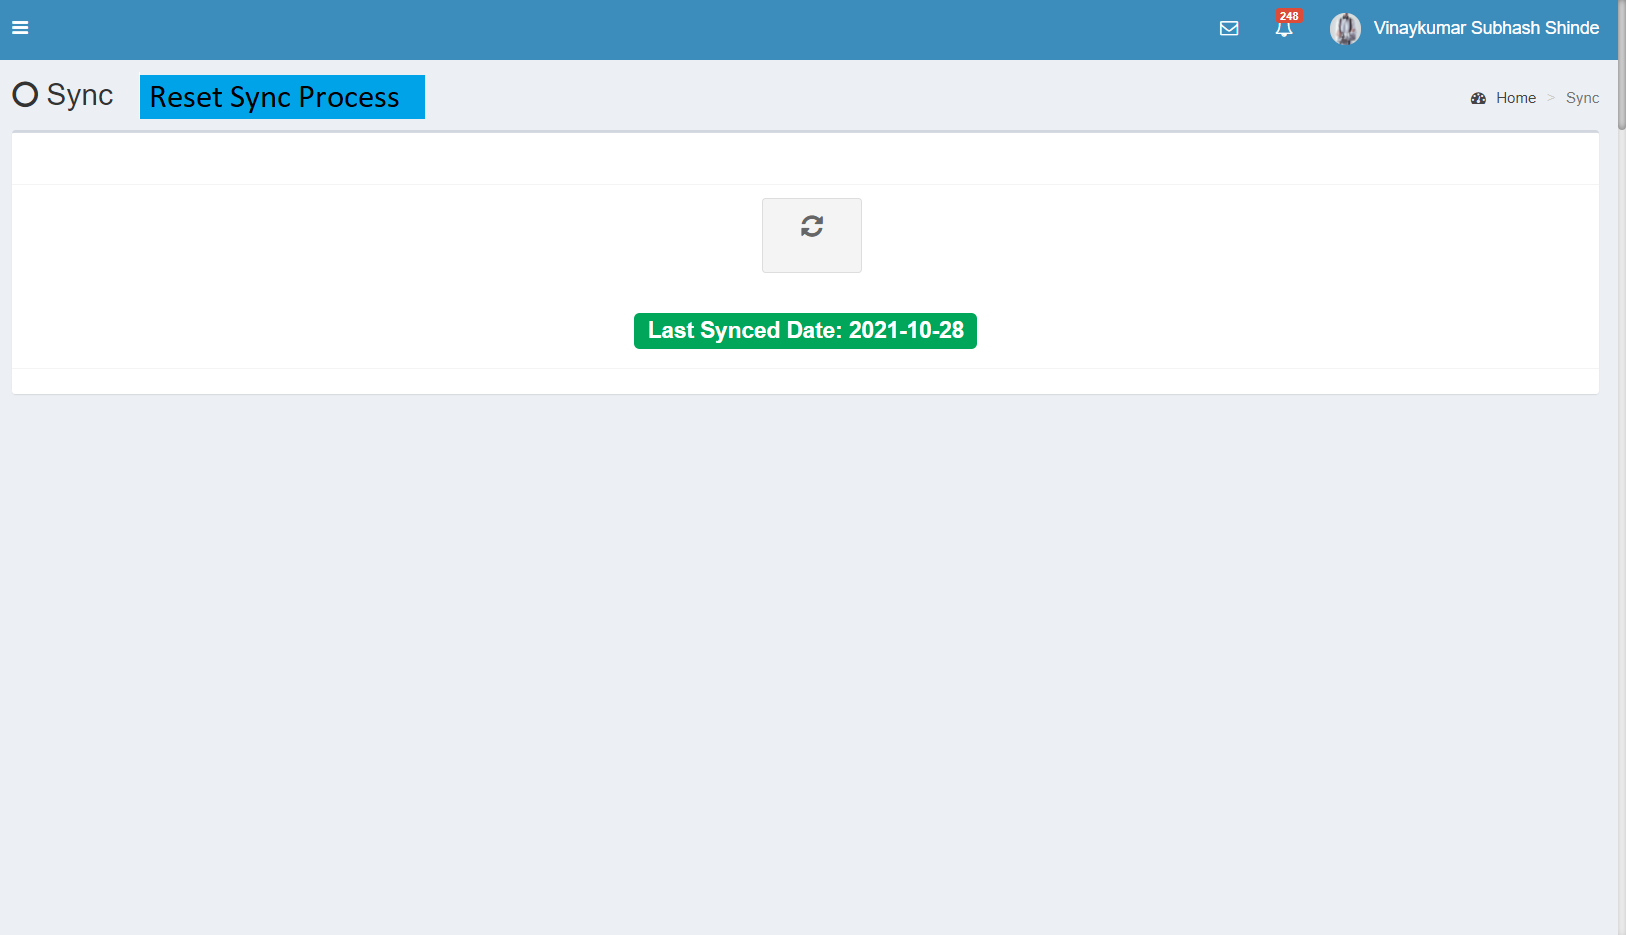 248
Vinaykumar Subhash Shinde
Sync
Reset Sync Process
Home > Sync
Last Synced Date: 2021-10-28